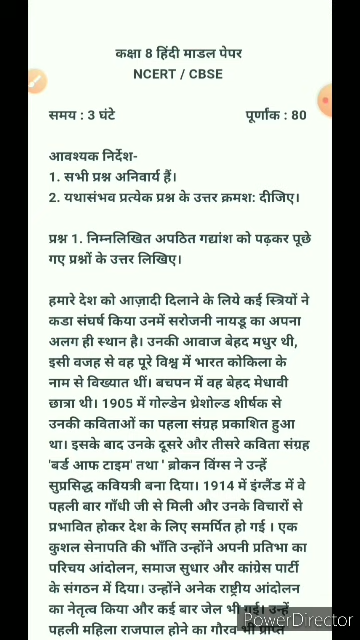 कक्षा 8 हिंदी माडल पेपर
NCERT / CBSE
समय : 3 घंटे पूर्णांक : 80
आवश्यक निर्देश-
1. सभी प्रश्न अनिवार्य हैं।
2. यथासंभव प्रत्येक प्रश्न के उत्तर क्रमश: दीजिए।
प्रश्न 1. निम्नलिखित अपठित गद्यांश को पढ़कर पूछे
गए प्रश्नों के उत्तर लिखिए।
हमारे देश को आज़ादी दिलाने के लिये कई स्त्रियों ने
कडा संघर्ष किया उनमें सरोजनी नायडू का अपना
अलग ही स्थान है। उनकी आवाज बेहद मधुर थी,
इसी वजह से वह पूरे विश्व में भारत कोकिला के
नाम से विख्यात थीं। बचपन में वह बेहद मेधावी
छात्रा थी। 1905 में गोल्डेन थ्रेशोल्ड शीर्षक से
उनकी कविताओं का पहला संग्रह प्रकाशित हुआ
था। इसके बाद उनके दूसरे और तीसरे कविता संग्रह
'बर्ड आफ टाइम' तथा ' ब्रोकन विंग्स ने उन्हें
सुप्रसिद्ध कवियत्री बना दिया। 1914 में इंग्लैंड में वे
पहली बार गाँधी जी से मिली और उनके विचारों से
प्रभावित होकर देश के लिए समर्पित हो गई । एक
कुशल सेनापति की भाँति उन्होंने अपनी प्रतिभा का
परिचय आंदोलन, समाज सुधार और कांग्रेस पार्टी
के संगठन में दिया। उन्होंने अनेक राष्ट्रीय आंदोलन
का नेतृत्व किया और कई बार जेल भी गई। उन्हें
पहली महिला राजपाल होने का गौरव भी प्राप्त
PowerDirector